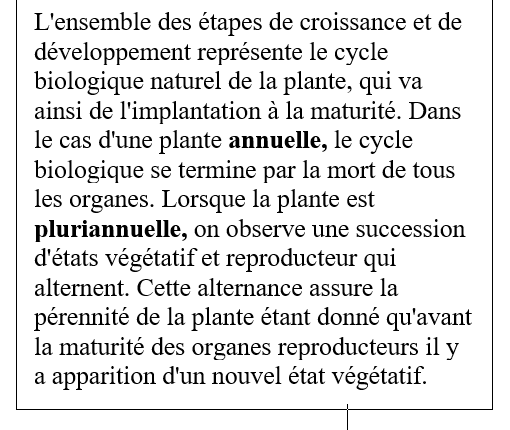 L'ensemble des étapes de croissance et de
développement représente le cycle
biologique naturel de la plante, qui va
ainsi de l'implantation à la maturité. Dans
le cas d'une plante annuelle, le cycle
biologique se termine par la mort de tous
les organes. Lorsque la plante est
pluriannuelle, on observe une succession
d'états végétatif et reproducteur qui
alternent. Cette alternance assure la
pérennité de la plante étant donné qu'avant
la maturité des organes reproducteurs il y
a apparition d'un nouvel état végétatif.